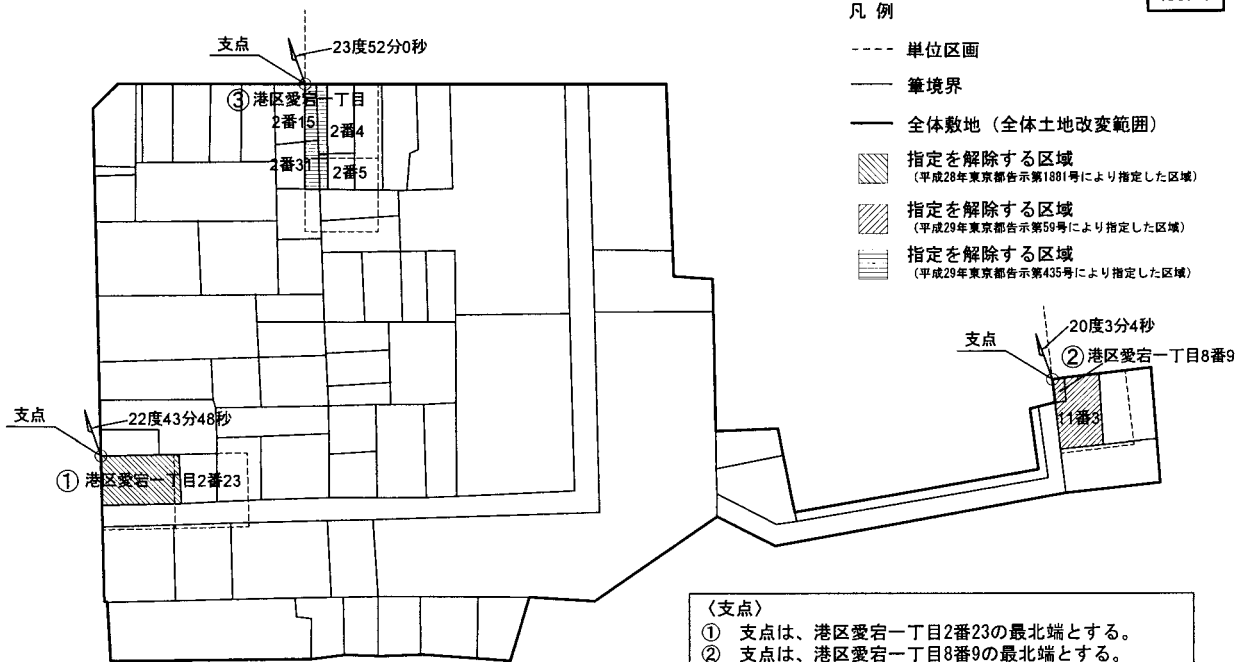 凡 例
単位区画
筆境界
全体敷地（全体土地改変範囲）
指定を解除する区域
（平成28年東京都告示第1881号により指定した区域）
指定を解除する区域
（平成29年東京都告示第59号により指定した区域）
指定を解除する区域
（平成29年東京都告示第435号により指定した区域）
支点
23度52分0秒
③ 港区愛宕一丁目
2番15
2番4
2番31
2番5
支点
20度3分4秒
② 港区愛宕一丁目8番9
11番3
支点
22度43分48秒
① 港区愛宕一丁目2番23
〈支点〉
① 支点は、港区愛宕一丁目2番23の最北端とする。
② 支点は、港区愛宕一丁目8番9の最北端とする。